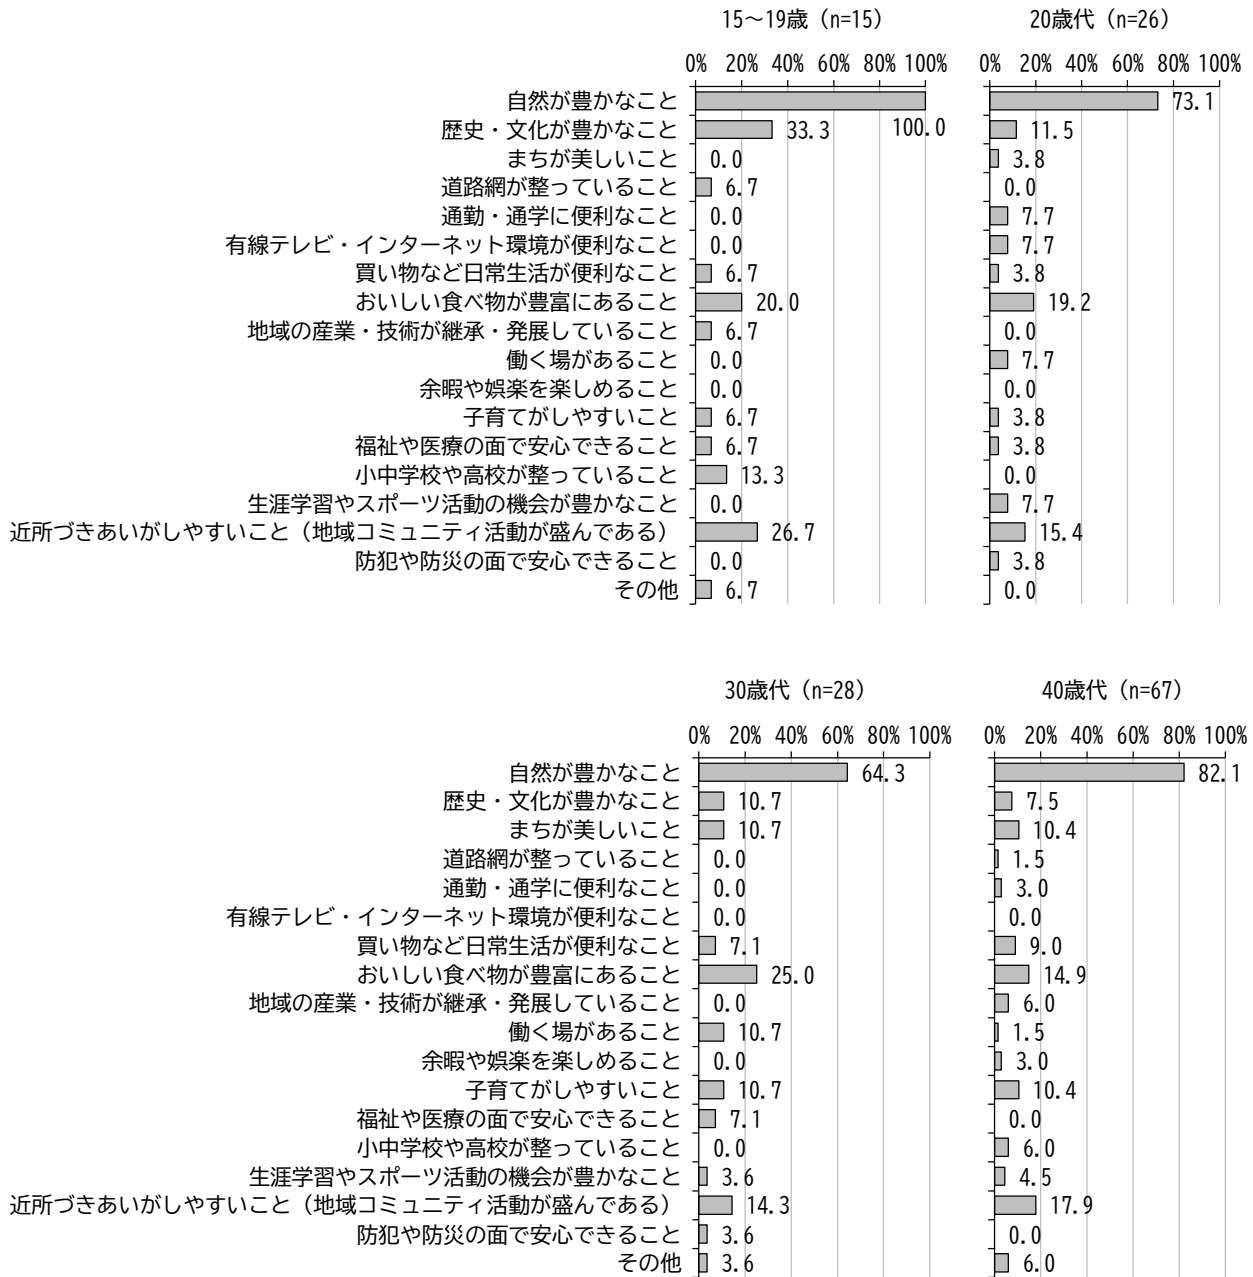 15～19歳（n=15） 20歳代（n=26）
0% 20% 40% 60% 80% 100% 0% 20% 40% 60% 80% 100%
自然が豊かなこと 100.0 73.1
歴史・文化が豊かなこと 33.3 11.5
まちが美しいこと 0.0 3.8
道路網が整っていること 6.7 0.0
通勤・通学に便利なこと 0.0 7.7
有線テレビ・インターネット環境が便利なこと 0.0 7.7
買い物など日常生活が便利なこと 6.7 3.8
おいしい食べ物が豊富にあること 20.0 19.2
地域の産業・技術が継承・発展していること 6.7 0.0
働く場があること 0.0 7.7
余暇や娯楽を楽しめること 0.0 0.0
子育てがしやすいこと 6.7 3.8
福祉や医療の面で安心できること 6.7 3.8
小中学校や高校が整っていること 13.3 0.0
生涯学習やスポーツ活動の機会が豊かなこと 0.0 7.7
近所づきあいがしやすいこと（地域コミュニティ活動が盛んである） 26.7 15.4
防犯や防災の面で安心できること 0.0 3.8
その他 6.7 0.0
30歳代（n=28） 40歳代（n=67）
0% 20% 40% 60% 80% 100% 0% 20% 40% 60% 80% 100%
自然が豊かなこと 64.3 82.1
歴史・文化が豊かなこと 10.7 7.5
まちが美しいこと 10.7 10.4
道路網が整っていること 0.0 1.5
通勤・通学に便利なこと 0.0 3.0
有線テレビ・インターネット環境が便利なこと 0.0 0.0
買い物など日常生活が便利なこと 7.1 9.0
おいしい食べ物が豊富にあること 25.0 14.9
地域の産業・技術が継承・発展していること 0.0 6.0
働く場があること 10.7 1.5
余暇や娯楽を楽しめること 0.0 3.0
子育てがしやすいこと 10.7 10.4
福祉や医療の面で安心できること 7.1 0.0
小中学校や高校が整っていること 0.0 6.0
生涯学習やスポーツ活動の機会が豊かなこと 3.6 4.5
近所づきあいがしやすいこと（地域コミュニティ活動が盛んである） 14.3 17.9
防犯や防災の面で安心できること 3.6 0.0
その他 3.6 6.0